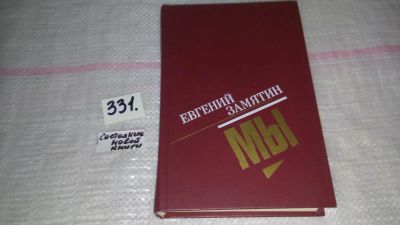 331.
Состояние
новой
книги
ЕВГЕНИЙ
ЗАМЯТИН
МЫ